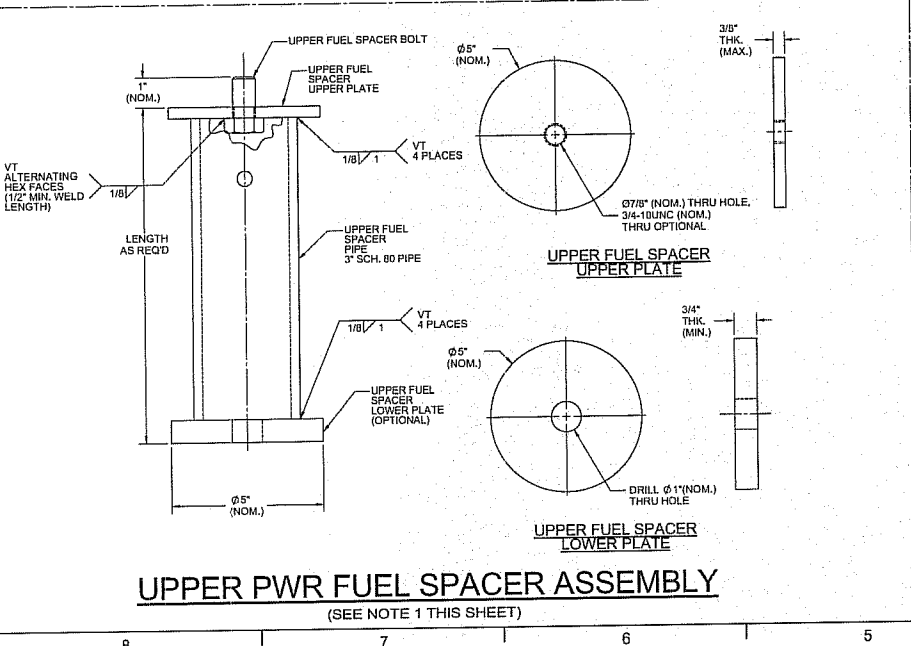 UPPER FUEL SPACER BOLT
1"
(NOM.)
UPPER FUEL
SPACER
UPPER PLATE
VT
4 PLACES
1/8 1
VT
ALTERNATING
HEX FACES
(1/2" MIN. WELD
LENGTH)
1/8
LENGTH
AS REQ'D
UPPER FUEL
SPACER
PIPE
3" SCH. 80 PIPE
VT
4 PLACES
1/8 1
UPPER FUEL
SPACER
LOWER PLATE
(OPTIONAL)
Ø5"
(NOM.)
Ø5"
(NOM.)
3/8"
THK.
(MAX.)
Ø7/8" (NOM.) THRU HOLE,
3/4-10UNC (NOM.)
THRU OPTIONAL
UPPER FUEL SPACER
UPPER PLATE
Ø5"
(NOM.)
3/4"
THK.
(MIN.)
DRILL Ø1"(NOM.)
THRU HOLE
UPPER FUEL SPACER
LOWER PLATE
UPPER PWR FUEL SPACER ASSEMBLY
(SEE NOTE 1 THIS SHEET)
8 7 6 5